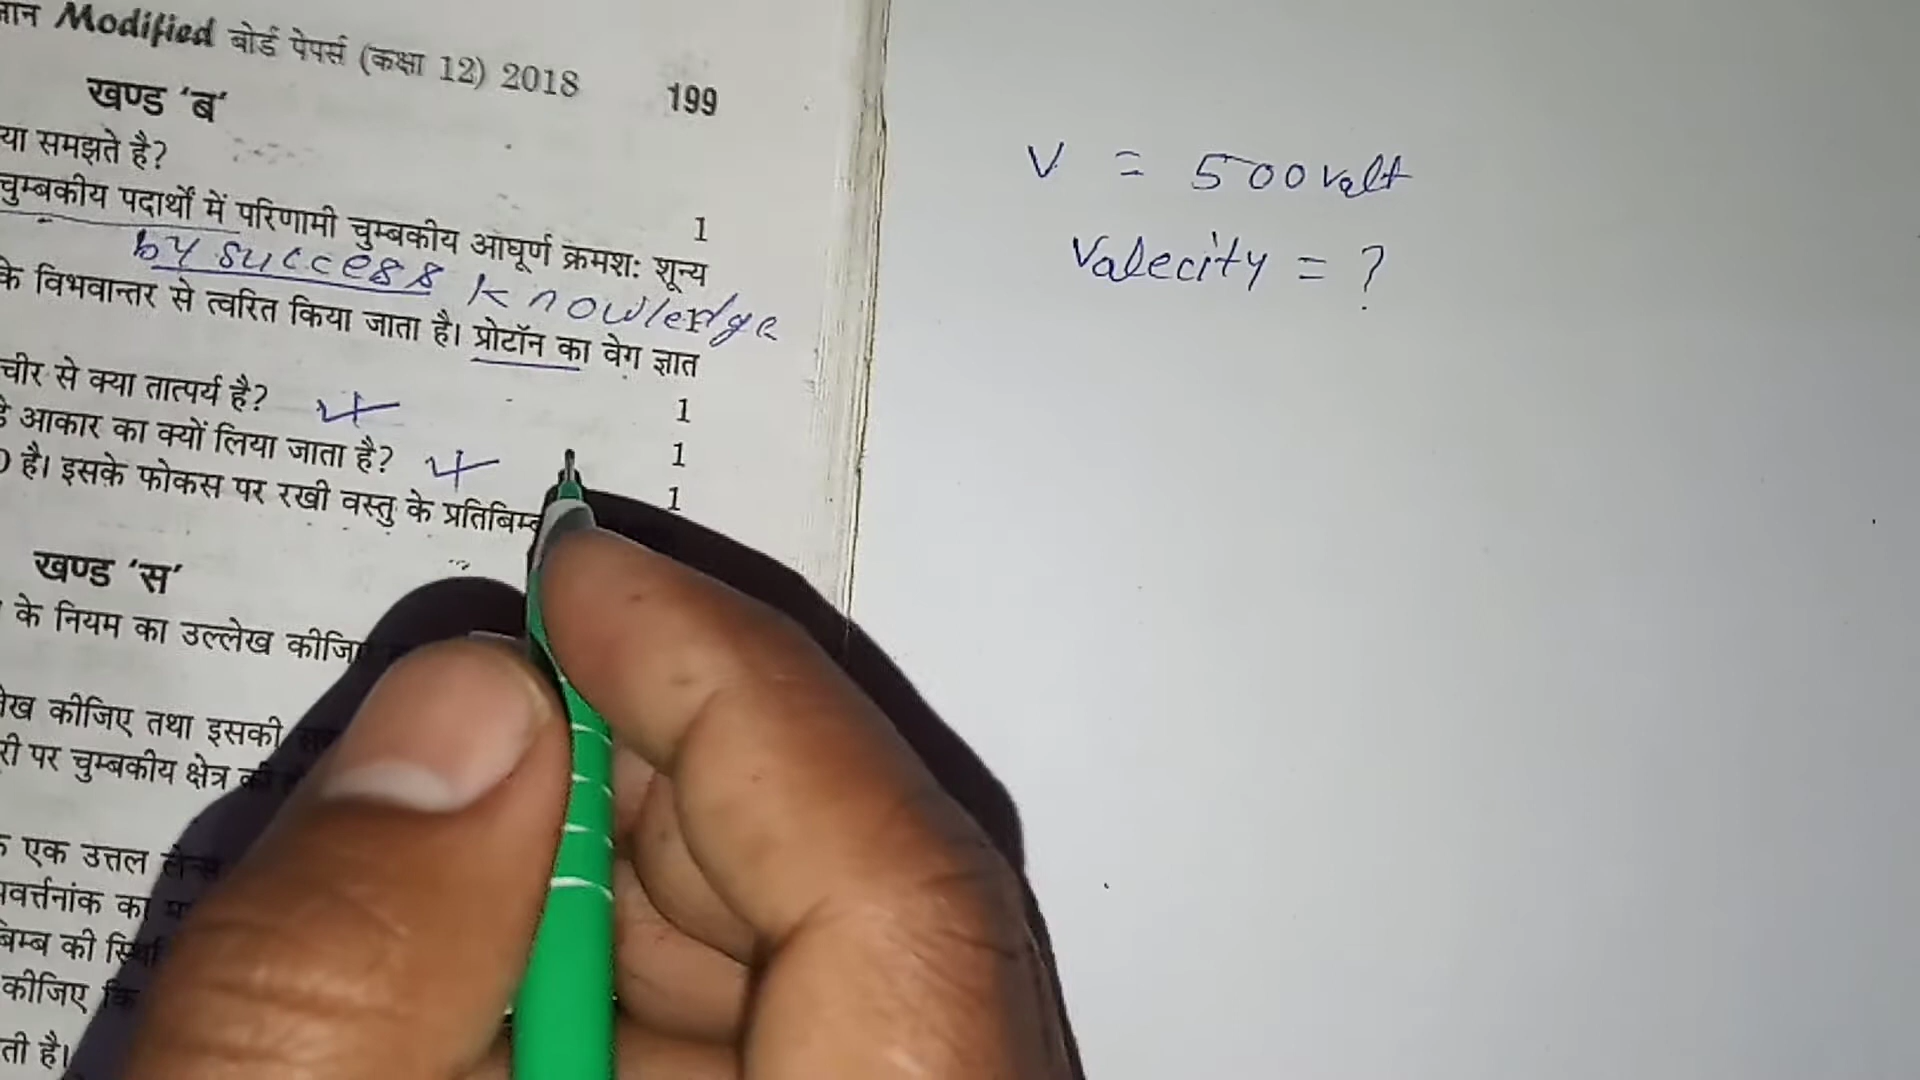 Modified बोर्ड पेपर्स (कक्षा 12) 2018 199
खण्ड 'ब'
या समझते है?
चुम्बकीय पदार्थों में परिणामी चुम्बकीय आघूर्ण क्रमश: शून्य 1
by success knowledge
के विभवान्तर से त्वरित किया जाता है। प्रोटॉन का वेग ज्ञात
चीर से क्या तात्पर्य है? 1
आकार का क्यों लिया जाता है? 1
है। इसके फोकस पर रखी वस्तु के प्रतिबिम्ब 1
खण्ड 'स'
के नियम का उल्लेख कीजिए
लेख कीजिए तथा इसकी
री पर चुम्बकीय क्षेत्र की
एक उत्तल लेन्स
पवर्त्तनांक का
बिम्ब की स्थिति
कीजिए कि
ती है।
V = 500 valt
Valecity = ?